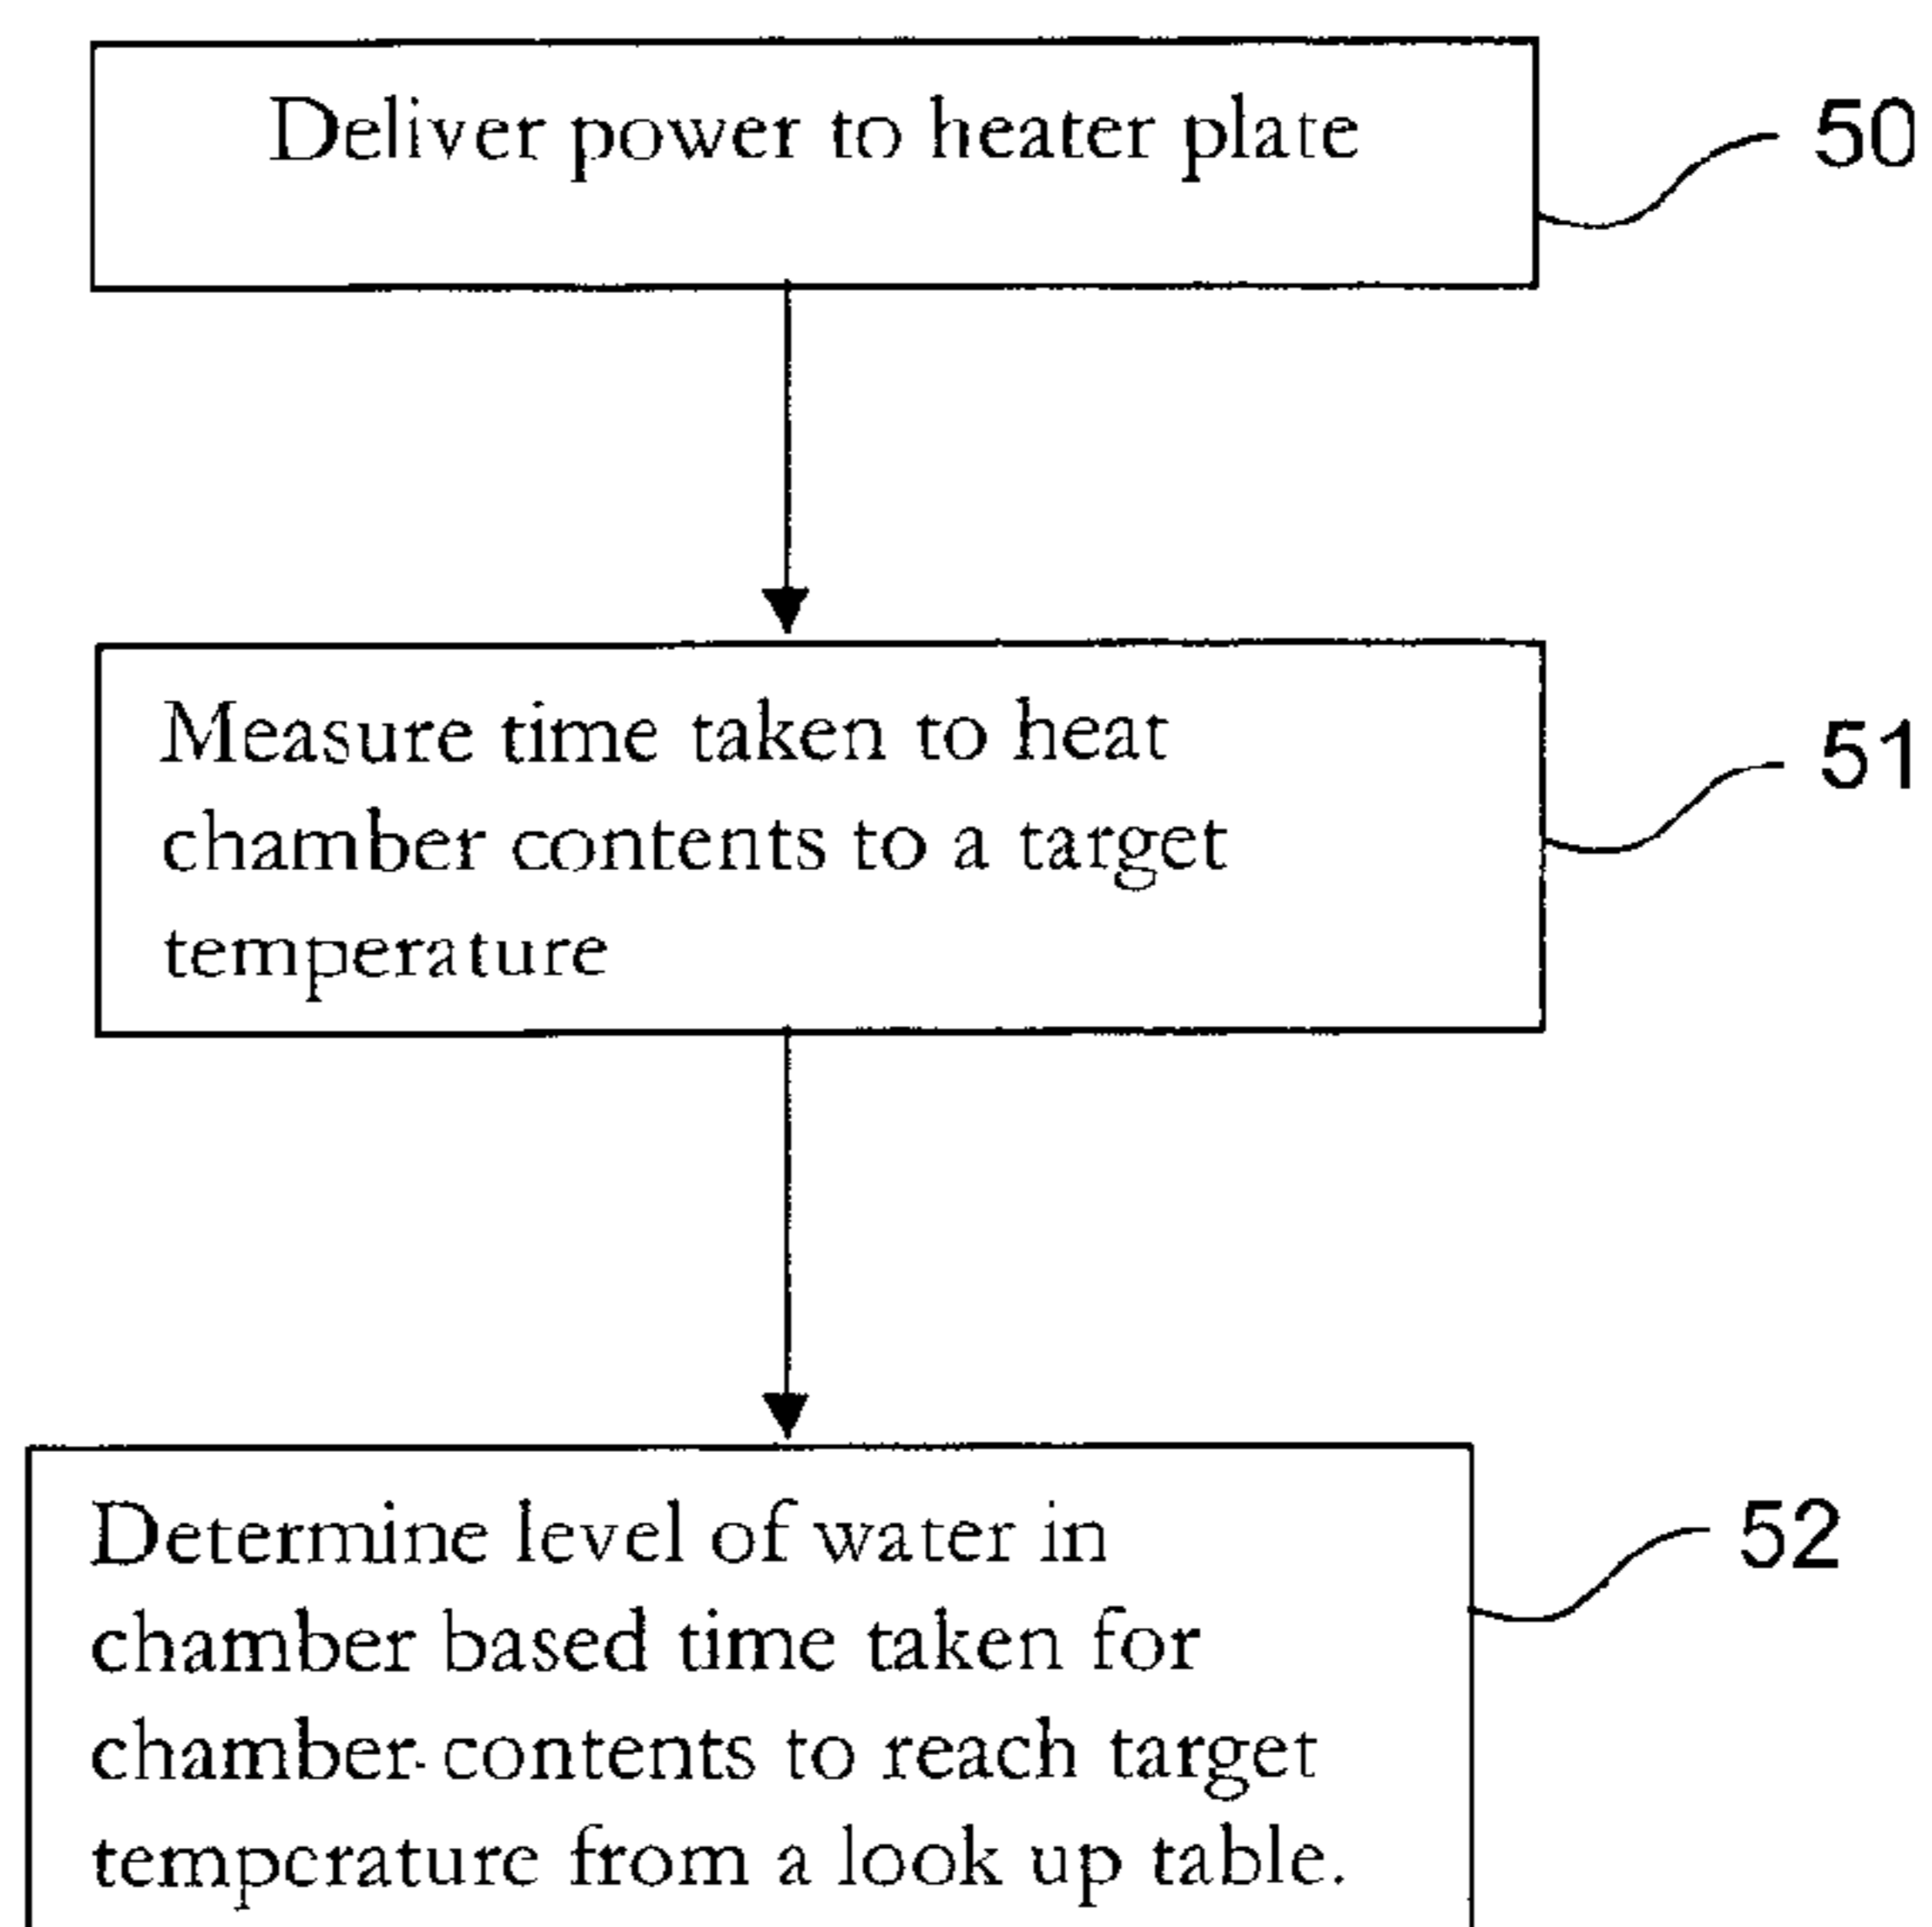 Deliver power to heater plate
50
Measure time taken to heat
chamber contents to a target
temperature
51
Determine level of water in
chamber based time taken for
chamber contents to reach target
temperature from a look up table.
52